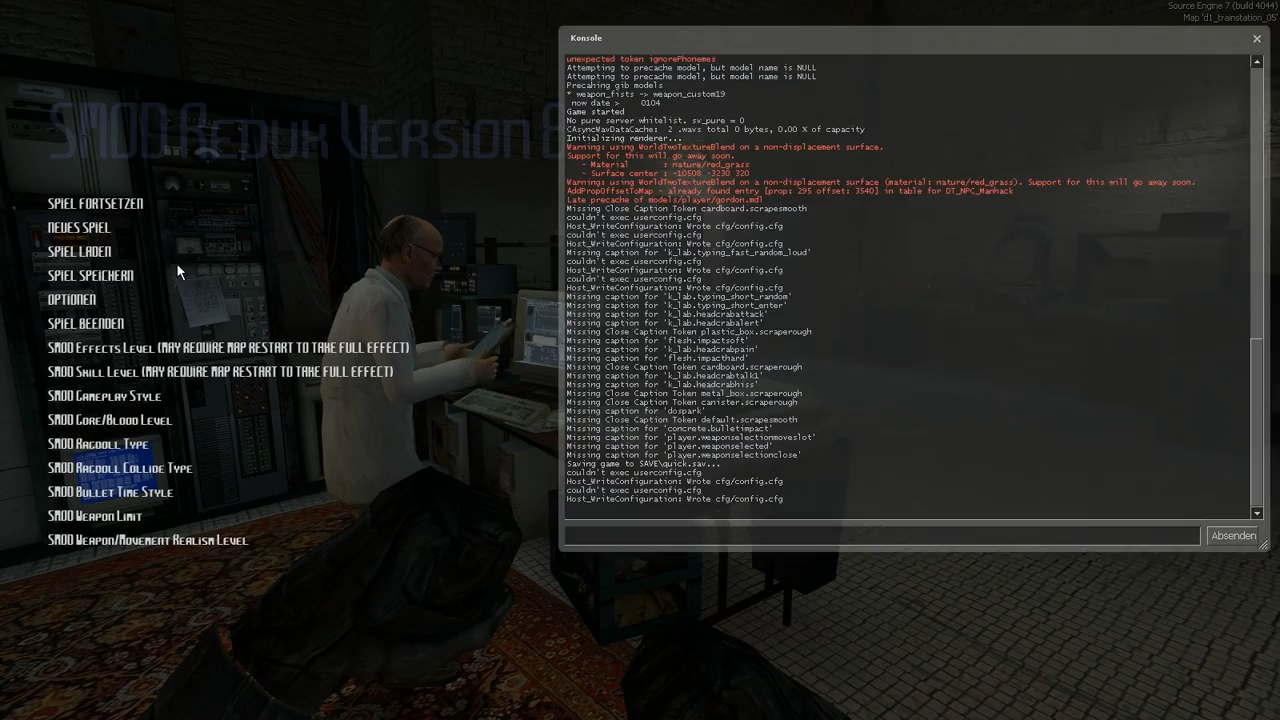 Source Engine 7 (build 4044)
Map 'd1_trainstation_05'
SMOD Redux Version
SPIEL FORTSETZEN
NEUES SPIEL
SPIEL LADEN
SPIEL SPEICHERN
OPTIONEN
SPIEL BEENDEN
SMOD Effects Level (MAY REQUIRE MAP RESTART TO TAKE FULL EFFECT)
SMOD Skill Level (MAY REQUIRE MAP RESTART TO TAKE FULL EFFECT)
SMOD Gameplay Style
SMOD Gore/Blood Level
SMOD Ragdoll Type
SMOD Ragdoll Collide Type
SMOD Bullet Time Style
SMOD Weapon Limit
SMOD Weapon/Movement Realism Level
Konsole
unexpected token ignorePhonemes
Attempting to precache model, but model name is NULL
Attempting to precache model, but model name is NULL
Precahing gib models
* weapon_fists -> weapon_custom19
now date > 0104
Game started
No pure server whitelist. sv_pure = 0
CAsyncWavDataCache: 2 .wavs total 0 bytes, 0.00 % of capacity
Initializing renderer...
Warning: using WorldTwoTextureBlend on a non-displacement surface.
Support for this will go away soon.
- Material : nature/red_grass
- Surface center : -10508 -3230 320
Warning: using WorldTwoTextureBlend on a non-displacement surface (material: nature/red_grass). Support for this will go away soon.
AddPropOffsetToMap - already found entry [prop: 295 offset: 3540] in table for DT_NPC_Manhack
Late precache of models/player/gordon.mdl
Missing Close Caption Token cardboard.scrapesmooth
couldn't exec userconfig.cfg
Host_WriteConfiguration: Wrote cfg/config.cfg
couldn't exec userconfig.cfg
Host_WriteConfiguration: Wrote cfg/config.cfg
Missing caption for 'k_lab.typing_fast_random_loud'
couldn't exec userconfig.cfg
Host_WriteConfiguration: Wrote cfg/config.cfg
couldn't exec userconfig.cfg
Host_WriteConfiguration: Wrote cfg/config.cfg
Missing caption for 'k_lab.typing_short_random'
Missing caption for 'k_lab.typing_short_enter'
Missing caption for 'k_lab.headcrabattack'
Missing caption for 'k_lab.headcrabalert'
Missing Close Caption Token plastic_box.scraperough
Missing caption for 'flesh.impactsoft'
Missing caption for 'k_lab.headcrabpain'
Missing caption for 'flesh.impacthard'
Missing Close Caption Token cardboard.scraperough
Missing caption for 'k_lab.headcrabtalk1'
Missing caption for 'k_lab.headcrabhiss'
Missing Close Caption Token metal_box.scraperough
Missing Close Caption Token canister.scraperough
Missing caption for 'dospark'
Missing Close Caption Token default.scrapesmooth
Missing caption for 'concrete.bulletimpact'
Missing caption for 'player.weaponselectionmoveslot'
Missing caption for 'player.weaponselected'
Missing caption for 'player.weaponselectionclose'
Saving game to SAVE\quick.sav...
couldn't exec userconfig.cfg
Host_WriteConfiguration: Wrote cfg/config.cfg
couldn't exec userconfig.cfg
Host_WriteConfiguration: Wrote cfg/config.cfg
Absenden